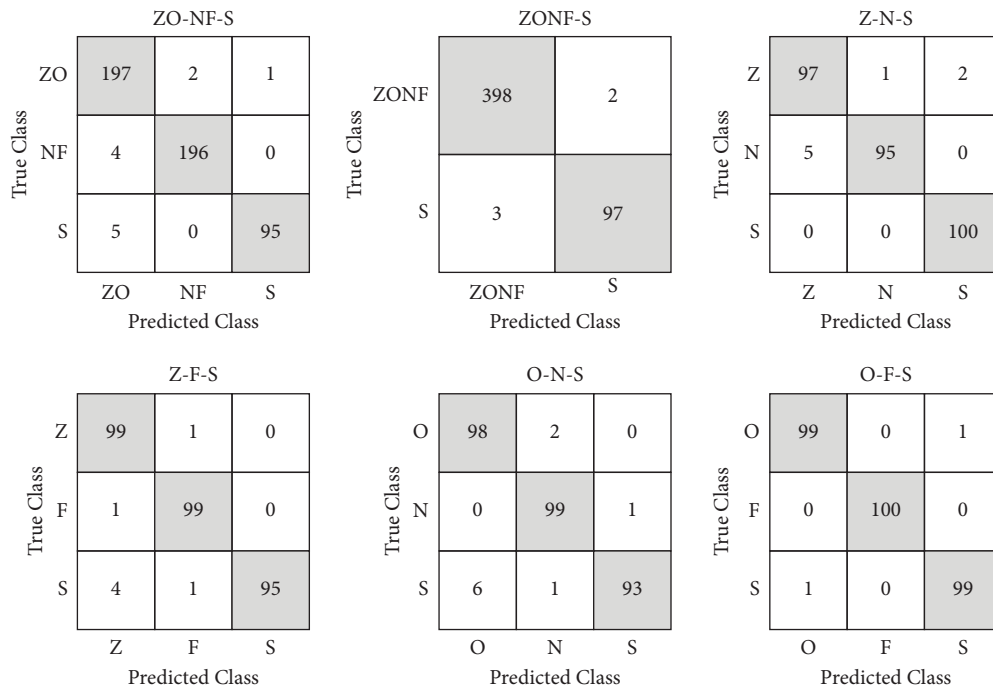 ZO-NF-S
True Class
ZO 197 2 1
NF 4 196 0
S 5 0 95
ZO NF S
Predicted Class
ZONF-S
True Class
ZONF 398 2
S 3 97
ZONF S
Predicted Class
Z-N-S
True Class
Z 97 1 2
N 5 95 0
S 0 0 100
Z N S
Predicted Class
Z-F-S
True Class
Z 99 1 0
F 1 99 0
S 4 1 95
Z F S
Predicted Class
O-N-S
True Class
O 98 2 0
N 0 99 1
S 6 1 93
O N S
Predicted Class
O-F-S
True Class
O 99 0 1
F 0 100 0
S 1 0 99
O F S
Predicted Class